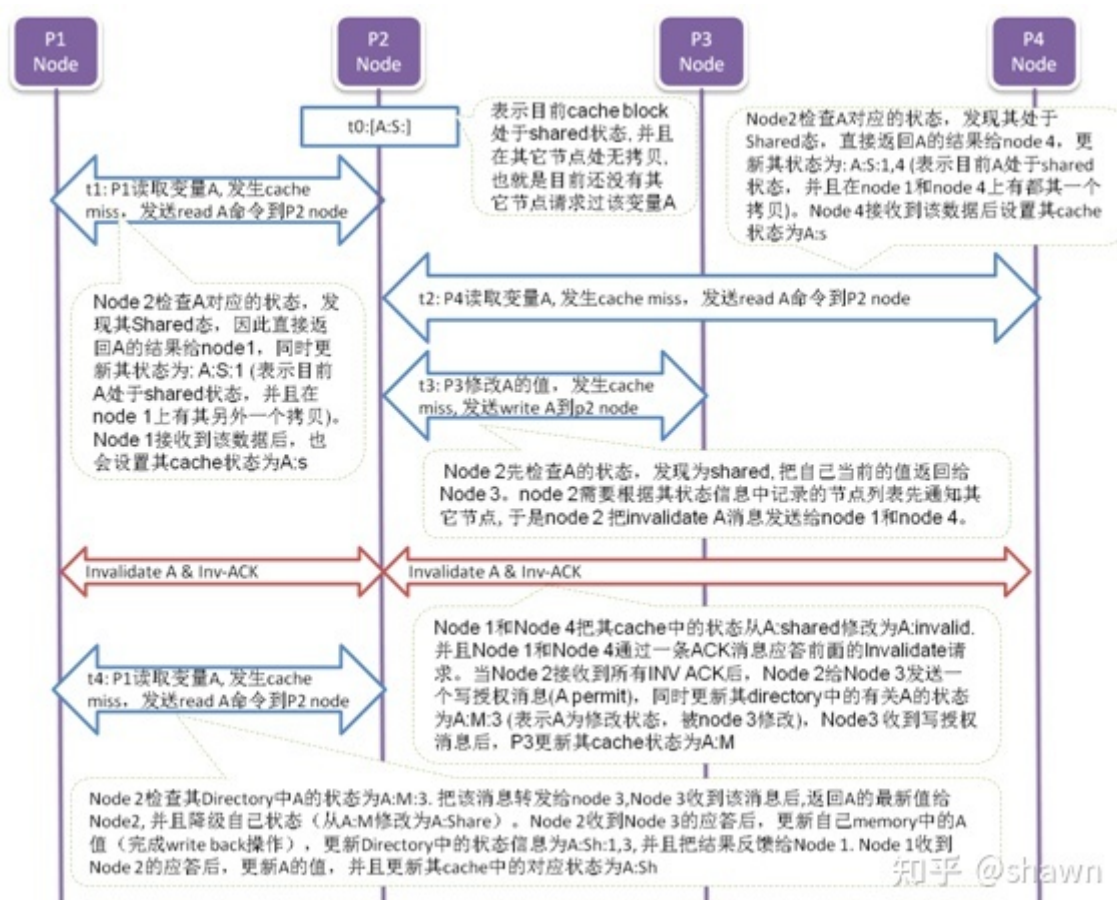 P1
Node
P2
Node
P3
Node
P4
Node
t0:[A:S:]
表示目前cache block
处于shared状态, 并且
在其它节点处无拷贝,
也就是目前还没有其
它节点请求过该变量A
Node2检查A对应的状态，发现其处于
Shared态，直接返回A的结果给node 4，更
新其状态为: A:S:1,4 (表示目前A处于shared
状态，并且在node 1和node 4上有都其一个
拷贝)。Node 4接收到该数据后设置其cache
状态为A:s
t1: P1读取变量A, 发生cache
miss，发送read A命令到P2 node
Node 2检查A对应的状态，发
现其Shared态，因此直接返
回A的结果给node1，同时更
新其状态为: A:S:1 (表示目前
A处于shared状态，并且在
node 1上有其另外一个拷贝)。
Node 1接收到该数据后，也
会设置其cache状态为A:s
t2: P4读取变量A, 发生cache miss，发送read A命令到P2 node
t3: P3修改A的值，发生cache
miss, 发送write A到p2 node
Node 2先检查A的状态，发现为shared, 把自己当前的值返回给
Node 3。node 2需要根据其状态信息中记录的节点列表先通知其
它节点, 于是node 2 把invalidate A消息发送给node 1和node 4。
Invalidate A & Inv-ACK
Invalidate A & Inv-ACK
Node 1和Node 4把其cache中的状态从A:shared修改为A:invalid.
并且Node 1和Node 4通过一条ACK消息应答前面的Invalidate请
求。当Node 2接收到所有INV ACK后，Node 2给Node 3发送一
个写授权消息(A permit)，同时更新其directory中的有关A的状态
为A:M:3 (表示A为修改状态，被node 3修改)，Node3 收到写授权
消息后，P3更新其cache状态为A:M
t4: P1读取变量A, 发生cache
miss，发送read A命令到P2 node
Node 2检查其Directory中A的状态为A:M:3. 把该消息转发给node 3,Node 3收到该消息后,返回A的最新值给
Node2, 并且降级自己状态（从A:M修改为A:Share）。Node 2收到Node 3的应答后，更新自己memory中的A
值（完成write back操作），更新Directory中的状态信息为A:Sh:1,3, 并且把结果反馈给Node 1. Node 1收到
Node 2的应答后，更新A的值，并且更新其cache中的对应状态为A:Sh
知乎 @shawn